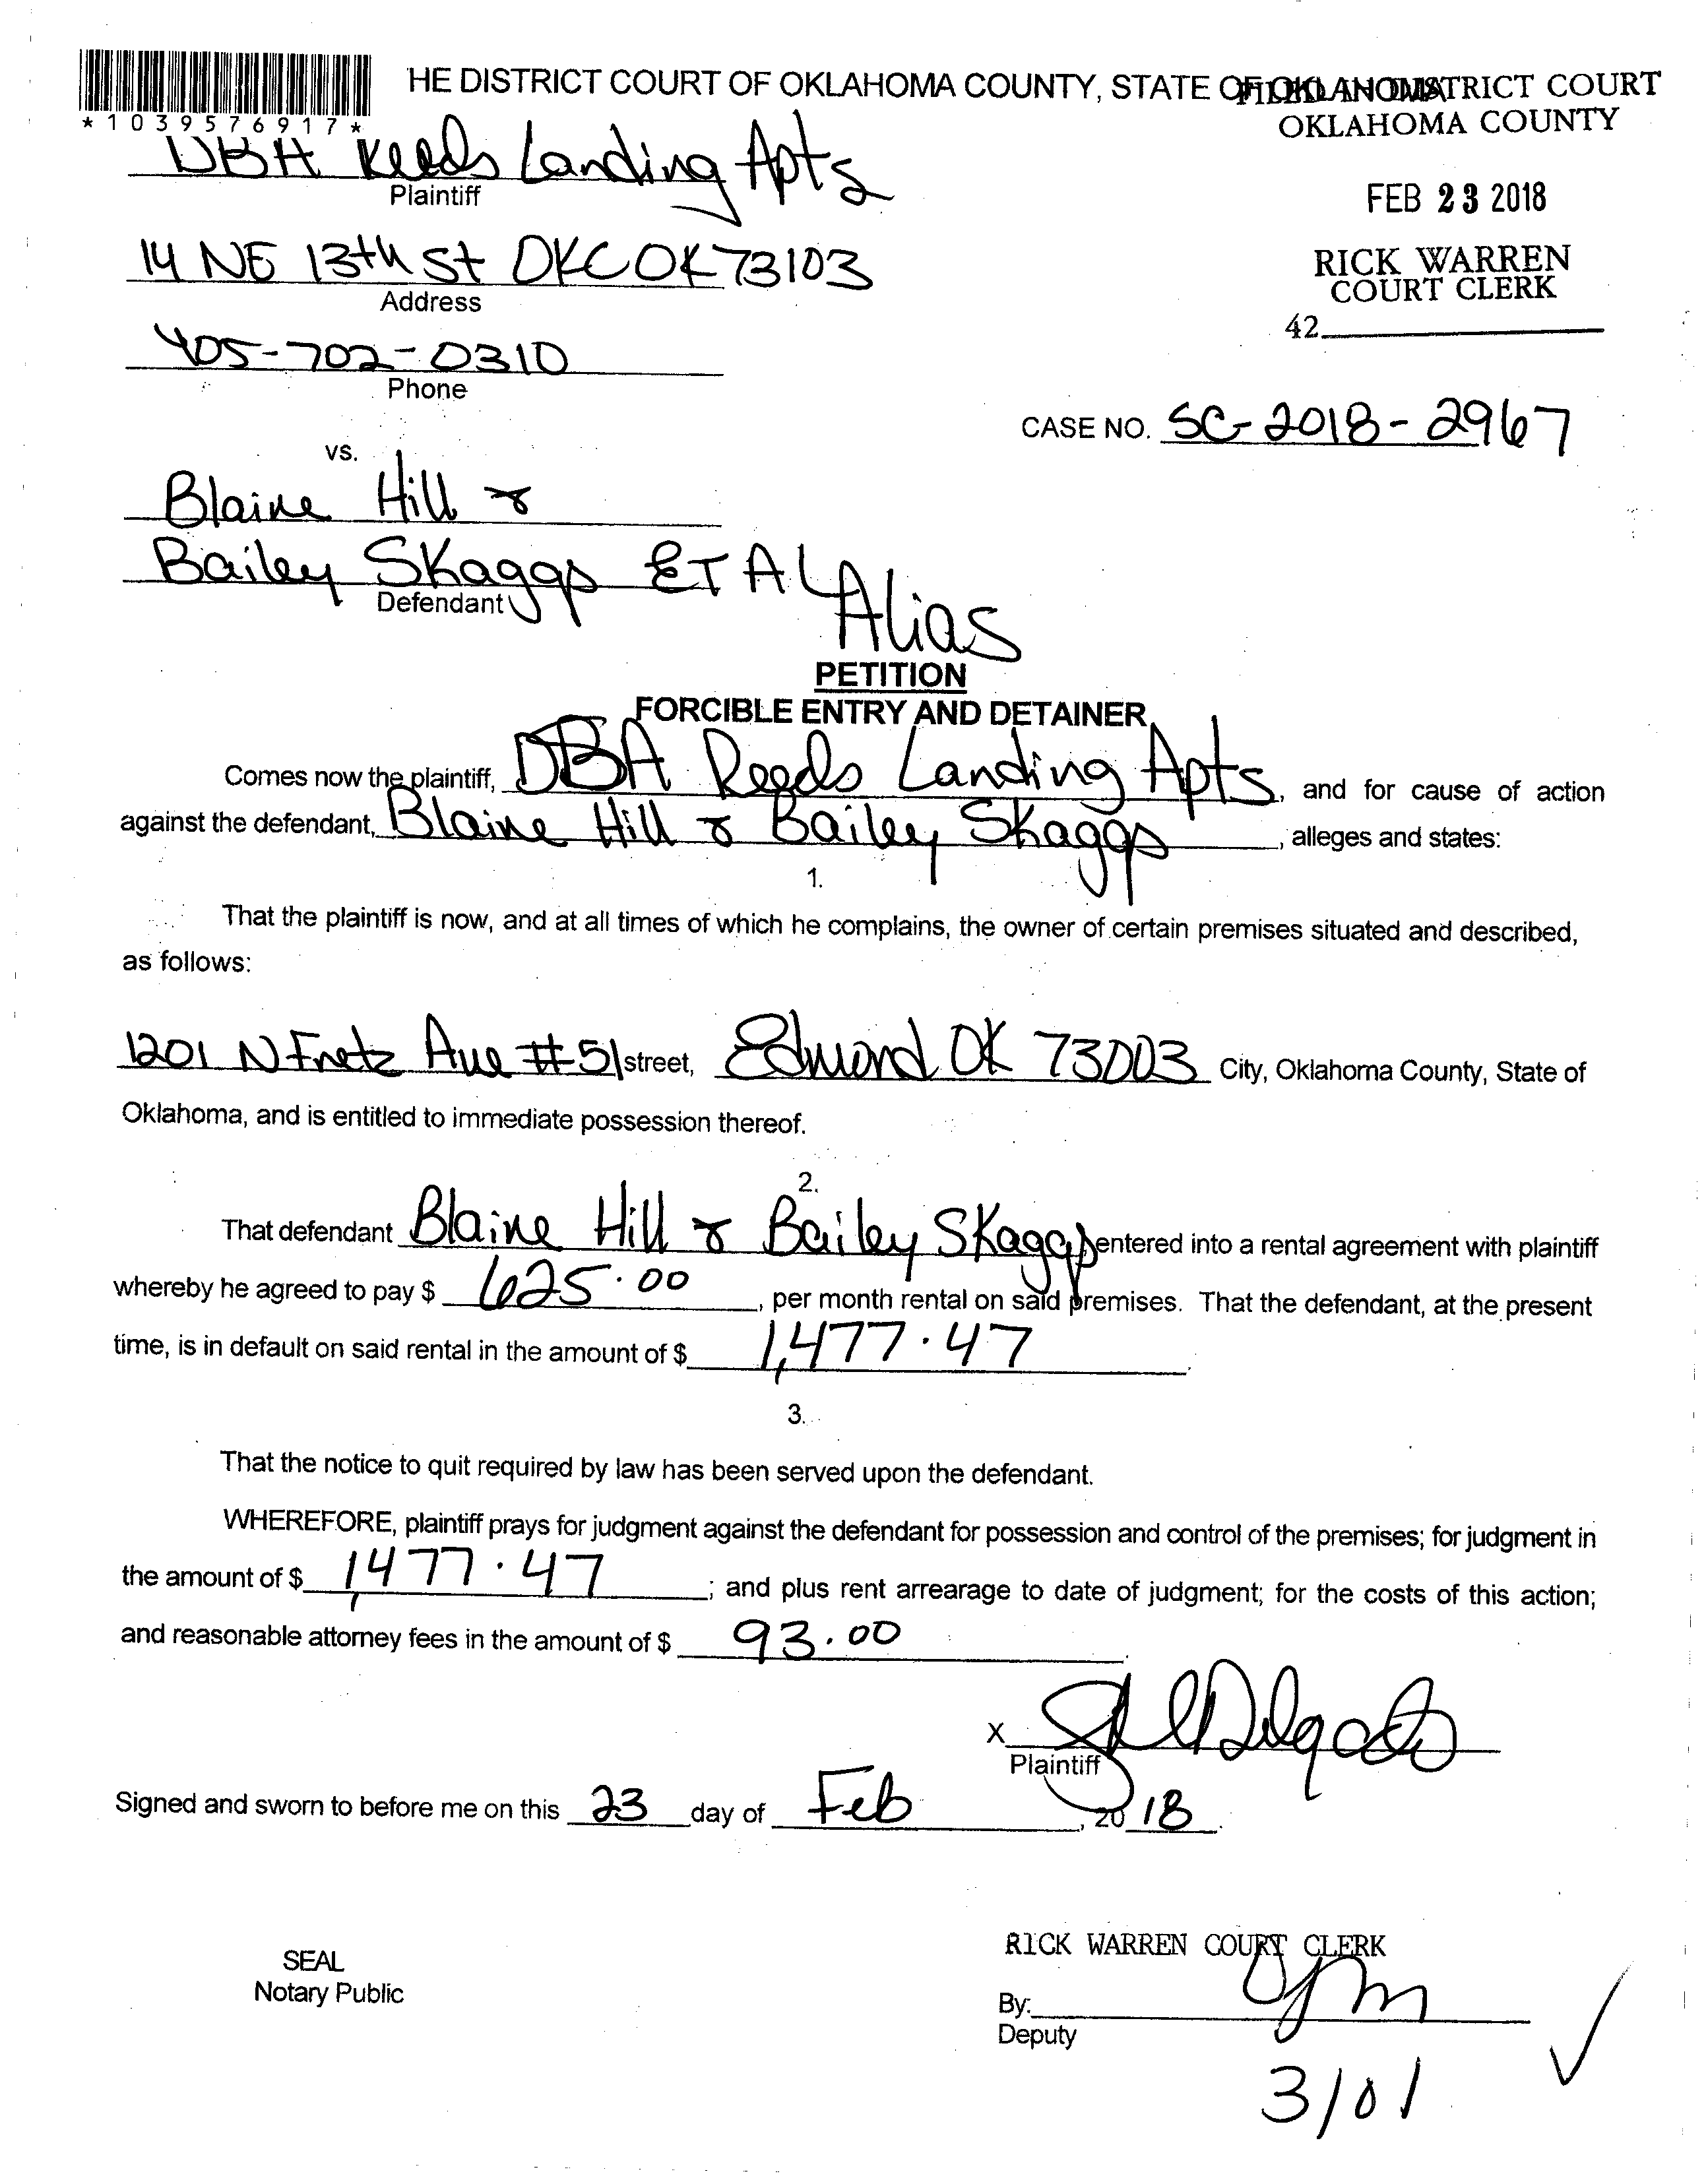 HE DISTRICT COURT OF OKLAHOMA COUNTY, STATE OF OKLAHOMA
FILED IN DISTRICT COURT
OKLAHOMA COUNTY
*1039576917*
DBA Reeds Landing Apts
Plaintiff
FEB 23 2018
14 NE 13th St OKC OK 73103
Address
RICK WARREN
COURT CLERK
42
405-702-0310
Phone
CASE NO. SC-2018-2967
vs.
Blaine Hill &
Bailey Skaggs ET AL
Defendant
Alias
PETITION
FORCIBLE ENTRY AND DETAINER
Comes now the plaintiff, DBA Reeds Landing Apts, and for cause of action
against the defendant, Blaine Hill & Bailey Skaggs, alleges and states:
1.
That the plaintiff is now, and at all times of which he complains, the owner of certain premises situated and described,
as follows:
1201 N Fretz Ave #51 street, Edmond OK 73003 City, Oklahoma County, State of
Oklahoma, and is entitled to immediate possession thereof.
2.
That defendant Blaine Hill & Bailey Skaggs entered into a rental agreement with plaintiff
whereby he agreed to pay $ 625.00, per month rental on said premises. That the defendant, at the present
time, is in default on said rental in the amount of $ 1,477.47.
3.
That the notice to quit required by law has been served upon the defendant.
WHEREFORE, plaintiff prays for judgment against the defendant for possession and control of the premises; for judgment in
the amount of $ 1,477.47; and plus rent arrearage to date of judgment; for the costs of this action;
and reasonable attorney fees in the amount of $ 93.00.
X Delgado
Plaintiff
Signed and sworn to before me on this 23 day of Feb, 2018.
SEAL
Notary Public
RICK WARREN COURT CLERK
By:
Deputy
3/01